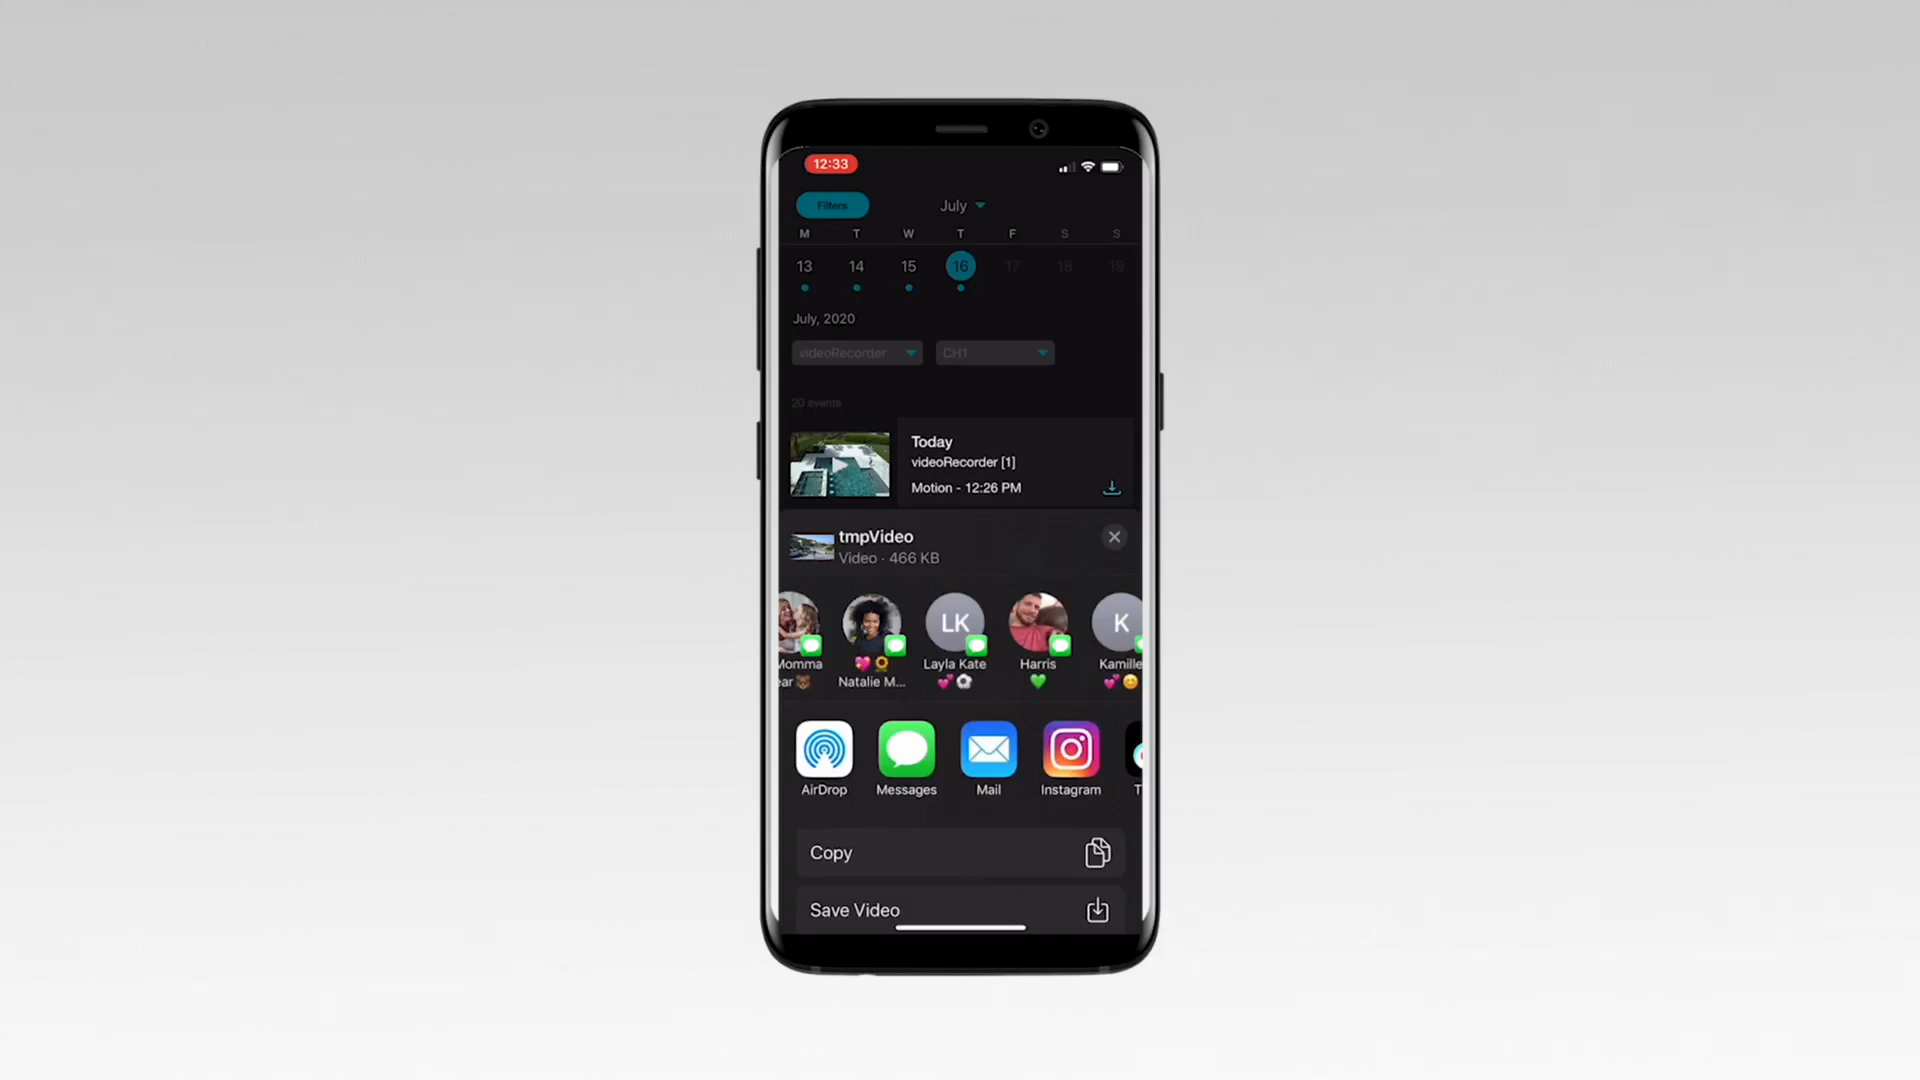 12:33
Filters
July
M T W T F S S
13 14 15 16 17 18 19
July, 2020
videoRecorder CH1
20 events
Today
videoRecorder [1]
Motion - 12:26 PM
tmpVideo
Video · 466 KB
LK K
Momma 💖🌻 Layla Kate Harris Kamille
ear🐻 Natalie M... 💕⚽ 💚 💕😊
AirDrop Messages Mail Instagram T
Copy
Save Video